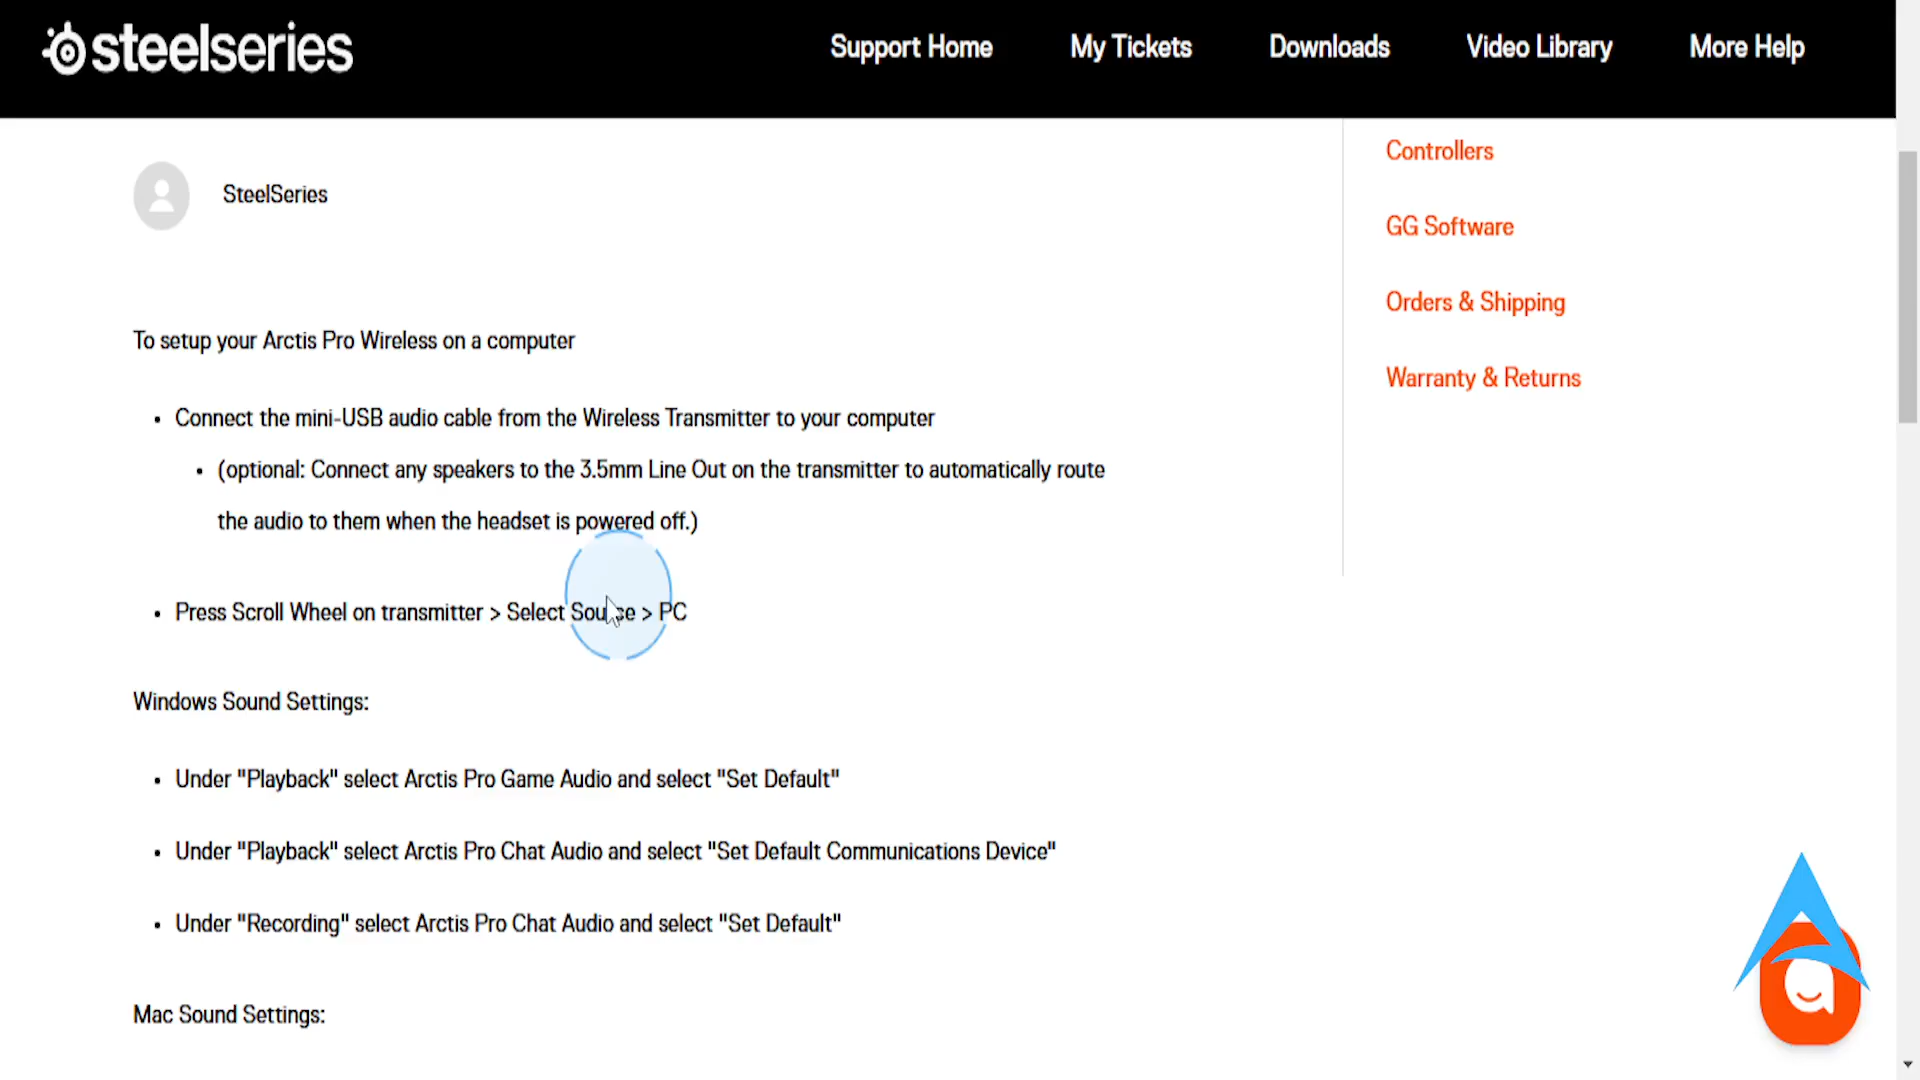 steelseries
Support Home
My Tickets
Downloads
Video Library
More Help
SteelSeries
To setup your Arctis Pro Wireless on a computer
• Connect the mini-USB audio cable from the Wireless Transmitter to your computer
• (optional: Connect any speakers to the 3.5mm Line Out on the transmitter to automatically route
the audio to them when the headset is powered off.)
• Press Scroll Wheel on transmitter > Select Source > PC
Windows Sound Settings:
• Under "Playback" select Arctis Pro Game Audio and select "Set Default"
• Under "Playback" select Arctis Pro Chat Audio and select "Set Default Communications Device"
• Under "Recording" select Arctis Pro Chat Audio and select "Set Default"
Mac Sound Settings:
Controllers
GG Software
Orders & Shipping
Warranty & Returns